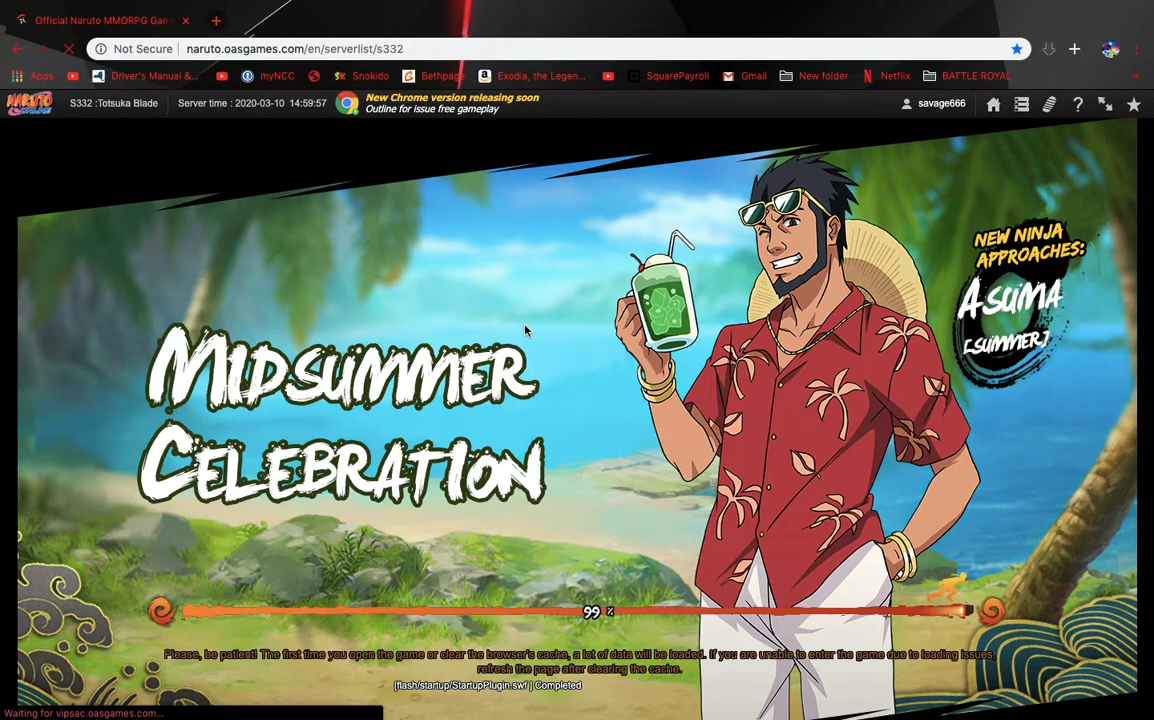 Official Naruto MMORPG Gam
Not Secure | naruto.oasgames.com/en/serverlist/s332
Apps Driver's Manual &... myNCC Snokido Bethpage Exodia, the Legen... SquarePayroll Gmail New folder Netflix BATTLE ROYAL
NARUTO ONLINE S332 :Totsuka Blade Server time : 2020-03-10 14:59:57 New Chrome version releasing soon savage666
Outline for issue free gameplay
NEW NINJA
APPROACHES:
ASUMA
[SUMMER]
MIDSUMMER
CELEBRATION
99 %
Please, be patient! The first time you open the game or clear the browser's cache, a lot of data will be loaded. If you are unable to enter the game due to loading issues,
refresh the page after clearing the cache.
[flash/startup/StartupPlugin.swf ] Completed
Waiting for vipsac.oasgames.com...